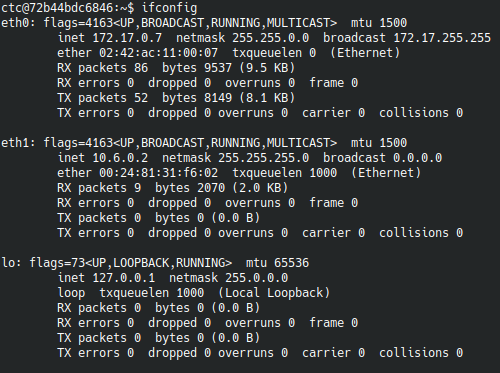 ctc@72b44bdc6846:~$ ifconfig
eth0: flags=4163<UP,BROADCAST,RUNNING,MULTICAST>  mtu 1500
        inet 172.17.0.7  netmask 255.255.0.0  broadcast 172.17.255.255
        ether 02:42:ac:11:00:07  txqueuelen 0  (Ethernet)
        RX packets 86  bytes 9537 (9.5 KB)
        RX errors 0  dropped 0  overruns 0  frame 0
        TX packets 52  bytes 8149 (8.1 KB)
        TX errors 0  dropped 0 overruns 0  carrier 0  collisions 0

eth1: flags=4163<UP,BROADCAST,RUNNING,MULTICAST>  mtu 1500
        inet 10.6.0.2  netmask 255.255.255.0  broadcast 0.0.0.0
        ether 00:24:81:31:f6:02  txqueuelen 1000  (Ethernet)
        RX packets 9  bytes 2070 (2.0 KB)
        RX errors 0  dropped 0  overruns 0  frame 0
        TX packets 0  bytes 0 (0.0 B)
        TX errors 0  dropped 0 overruns 0  carrier 0  collisions 0

lo: flags=73<UP,LOOPBACK,RUNNING>  mtu 65536
        inet 127.0.0.1  netmask 255.0.0.0
        loop  txqueuelen 1000  (Local Loopback)
        RX packets 0  bytes 0 (0.0 B)
        RX errors 0  dropped 0  overruns 0  frame 0
        TX packets 0  bytes 0 (0.0 B)
        TX errors 0  dropped 0 overruns 0  carrier 0  collisions 0